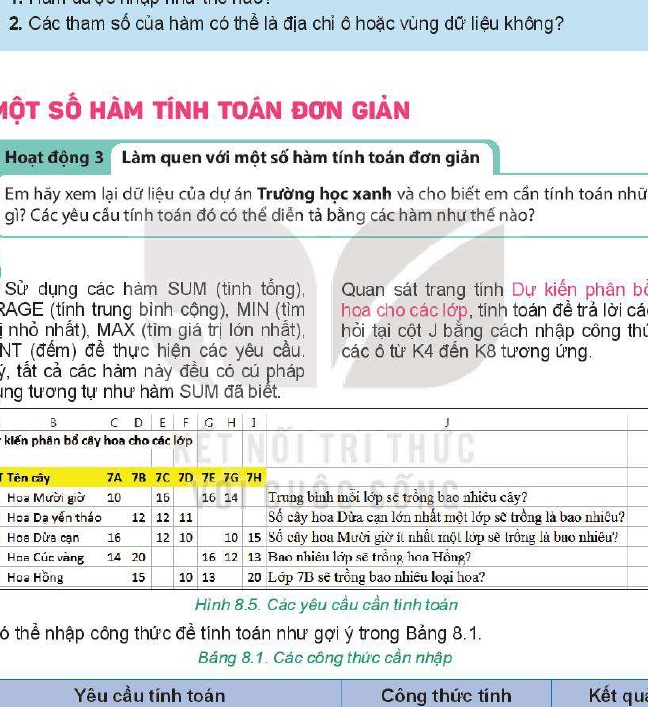 2. Các tham số của hàm có thể là địa chỉ ô hoặc vùng dữ liệu không?
MỘT SỐ HÀM TÍNH TOÁN ĐƠN GIẢN
Hoạt động 3 Làm quen với một số hàm tính toán đơn giản
Em hãy xem lại dữ liệu của dự án Trường học xanh và cho biết em cần tính toán nhữ
gì? Các yêu cầu tính toán đó có thể diễn tả bằng các hàm như thế nào?
Sử dụng các hàm SUM (tính tổng),
RAGE (tính trung bình cộng), MIN (tìm
ị nhỏ nhất), MAX (tìm giá trị lớn nhất),
NT (đếm) để thực hiện các yêu cầu.
ý, tất cả các hàm này đều có cú pháp
ụng tương tự như hàm SUM đã biết.
Quan sát trang tính Dự kiến phân bổ
hoa cho các lớp, tính toán để trả lời các
hỏi tại cột J bằng cách nhập công thứ
các ô từ K4 đến K8 tương ứng.
B C D E F G H I J
kiến phân bổ cây hoa cho các lớp
KẾT NỐI TRI THỨC
VỚI CUỘC SỐNG
T Tên cây 7A 7B 7C 7D 7E 7G 7H
Hoa Mười giờ 10 15 16 14 Trung bình mỗi lớp sẽ trồng bao nhiêu cây?
Hoa Dạ yến thảo 12 12 11 Số cây hoa Dừa cạn lớn nhất một lớp sẽ trồng là bao nhiêu?
Hoa Dừa cạn 16 12 10 10 15 Số cây hoa Mười giờ ít nhất một lớp sẽ trồng là bao nhiêu?
Hoa Cúc vàng 14 20 16 12 13 Bao nhiêu lớp sẽ trồng hoa Hồng?
Hoa Hồng 15 10 13 20 Lớp 7B sẽ trồng bao nhiêu loại hoa?
Hình 8.5. Các yêu cầu cần tính toán
ó thể nhập công thức để tính toán như gợi ý trong Bảng 8.1.
Bảng 8.1. Các công thức cần nhập
Yêu cầu tính toán Công thức tính Kết quả